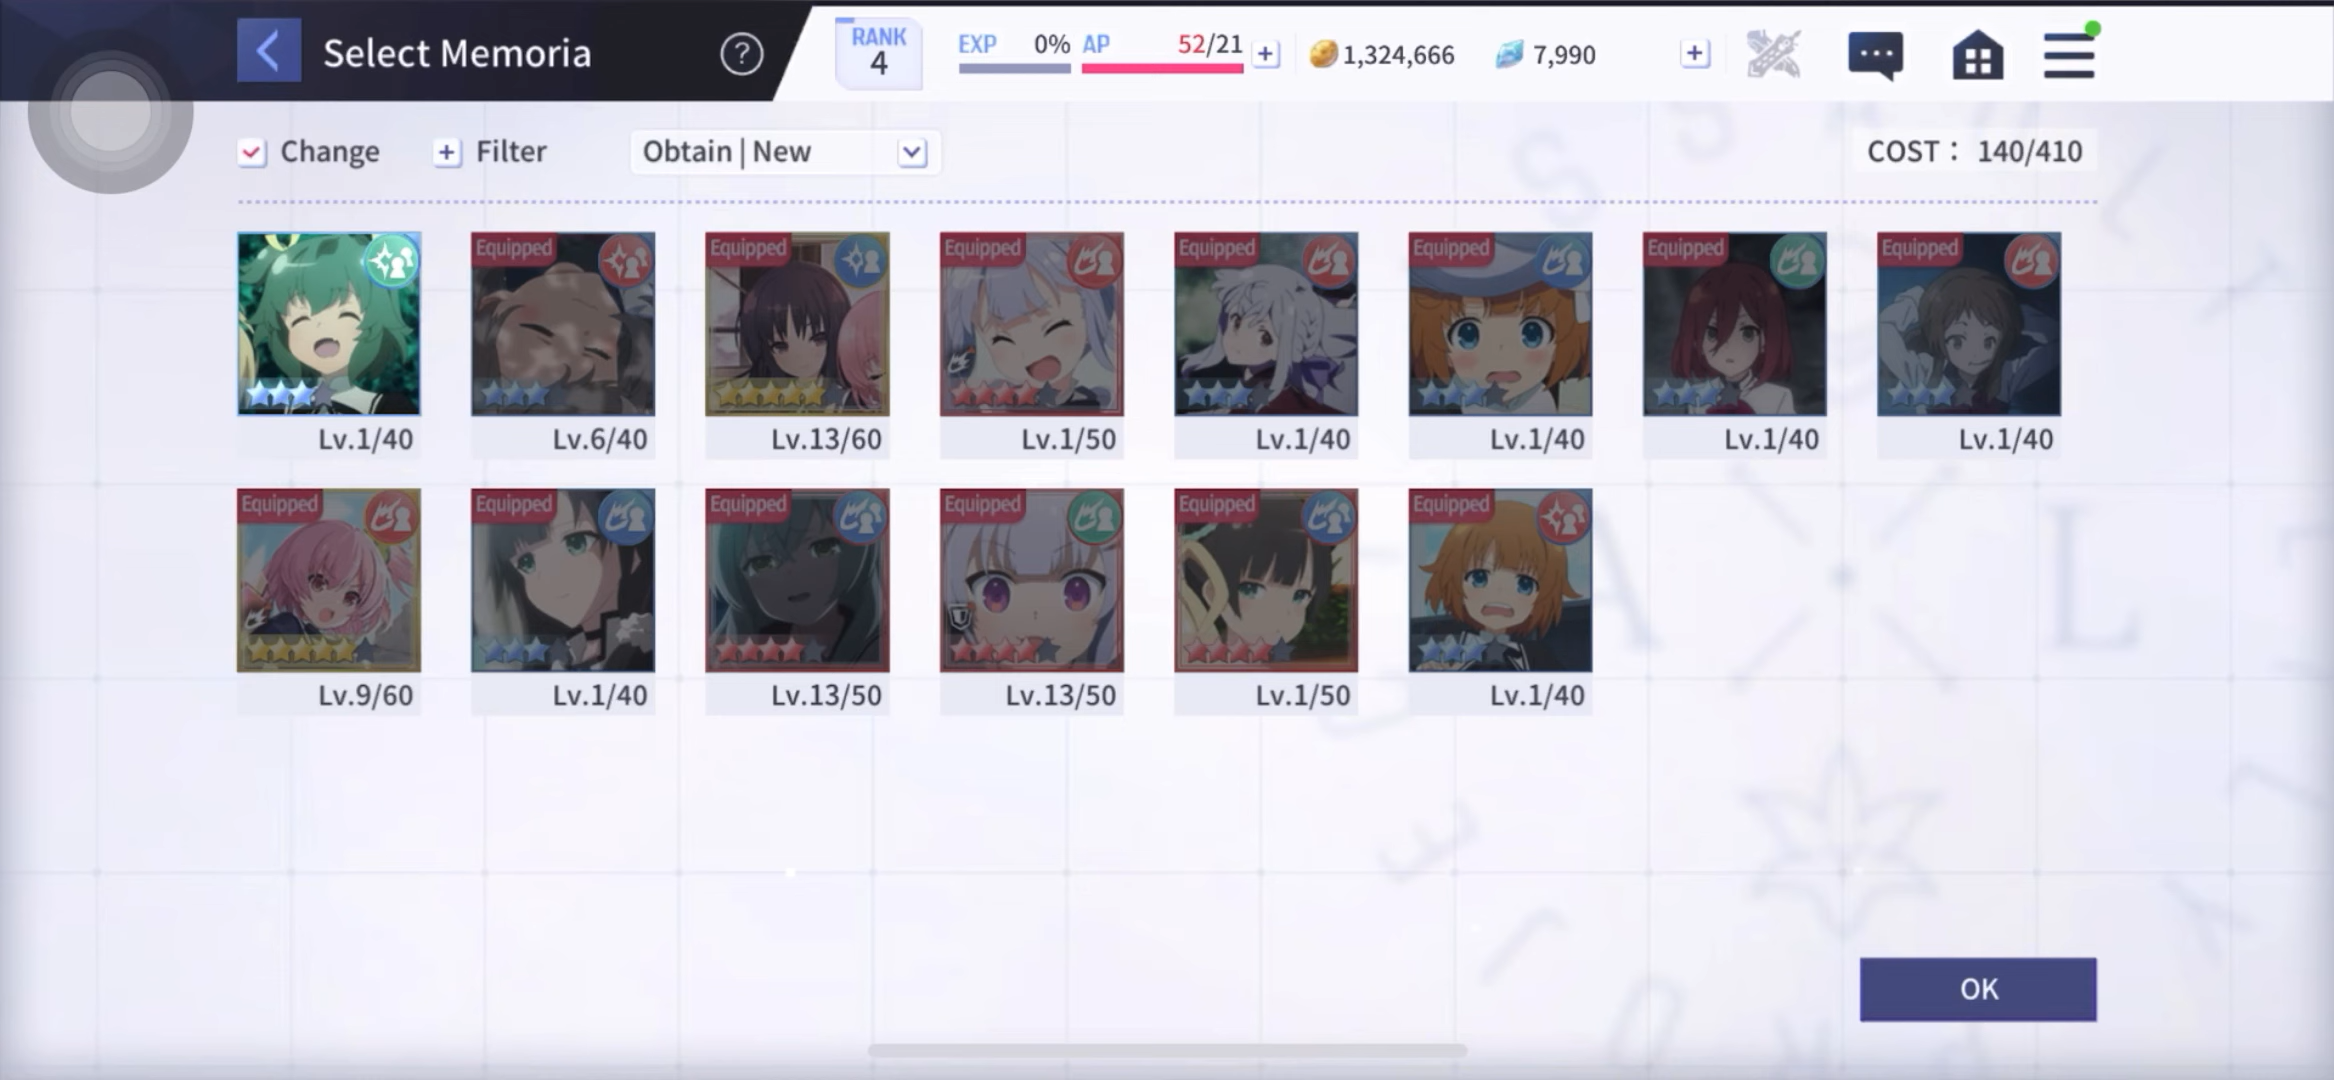 Select Memoria
?
RANK
4
EXP 0%
AP 52/21
1,324,666
7,990
Change
Filter
Obtain | New
COST : 140/410
Equipped
Equipped
Equipped
Equipped
Equipped
Equipped
Equipped
Lv.1/40
Lv.6/40
Lv.13/60
Lv.1/50
Lv.1/40
Lv.1/40
Lv.1/40
Lv.1/40
Equipped
Equipped
Equipped
Equipped
Equipped
Equipped
Lv.9/60
Lv.1/40
Lv.13/50
Lv.13/50
Lv.1/50
Lv.1/40
OK